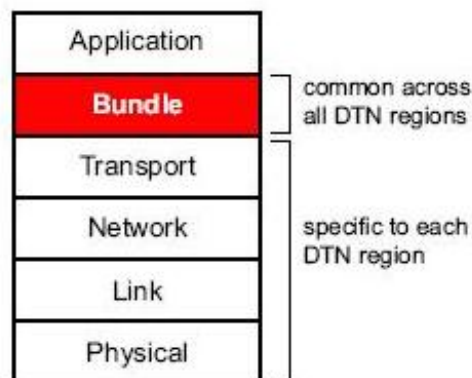 Application
Bundle
common across
all DTN regions
Transport
Network
specific to each
DTN region
Link
Physical